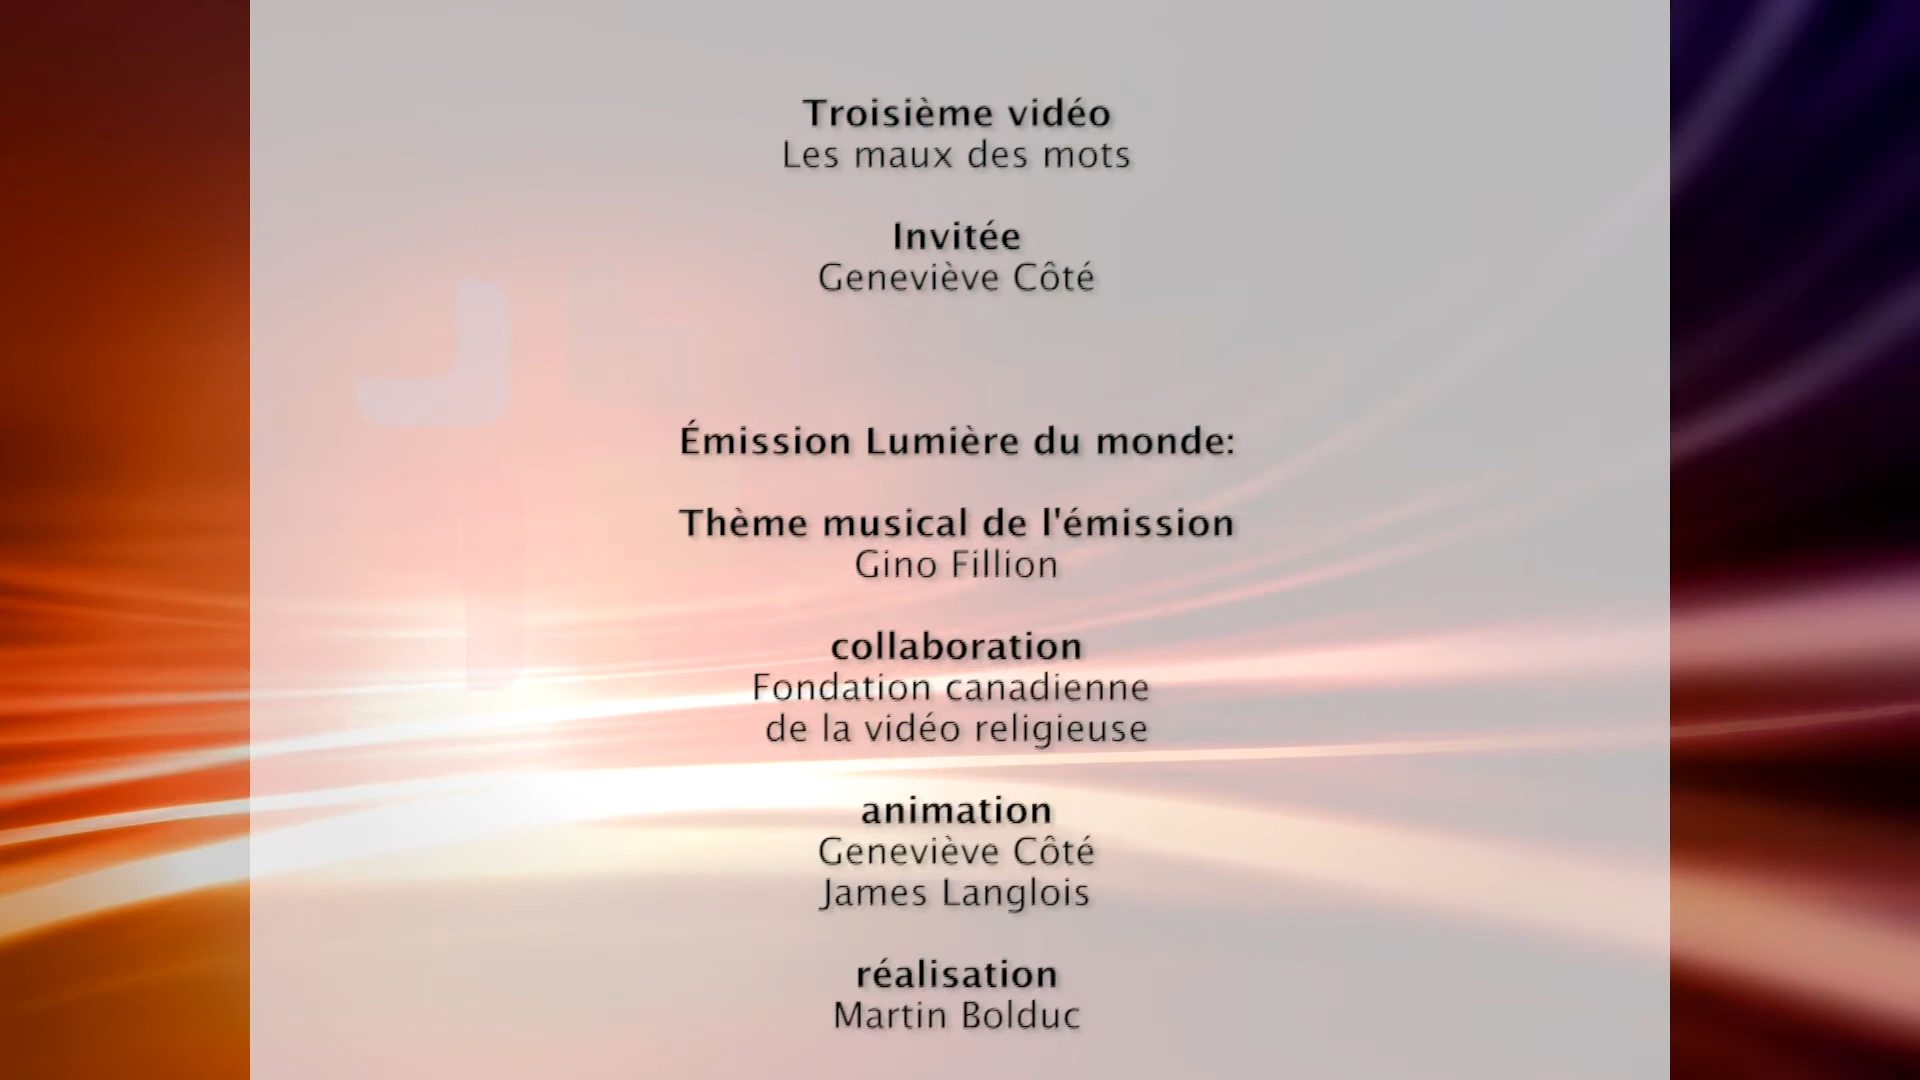 Troisième vidéo
Les maux des mots
Invitée
Geneviève Côté
Émission Lumière du monde:
Thème musical de l'émission
Gino Fillion
collaboration
Fondation canadienne
de la vidéo religieuse
animation
Geneviève Côté
James Langlois
réalisation
Martin Bolduc